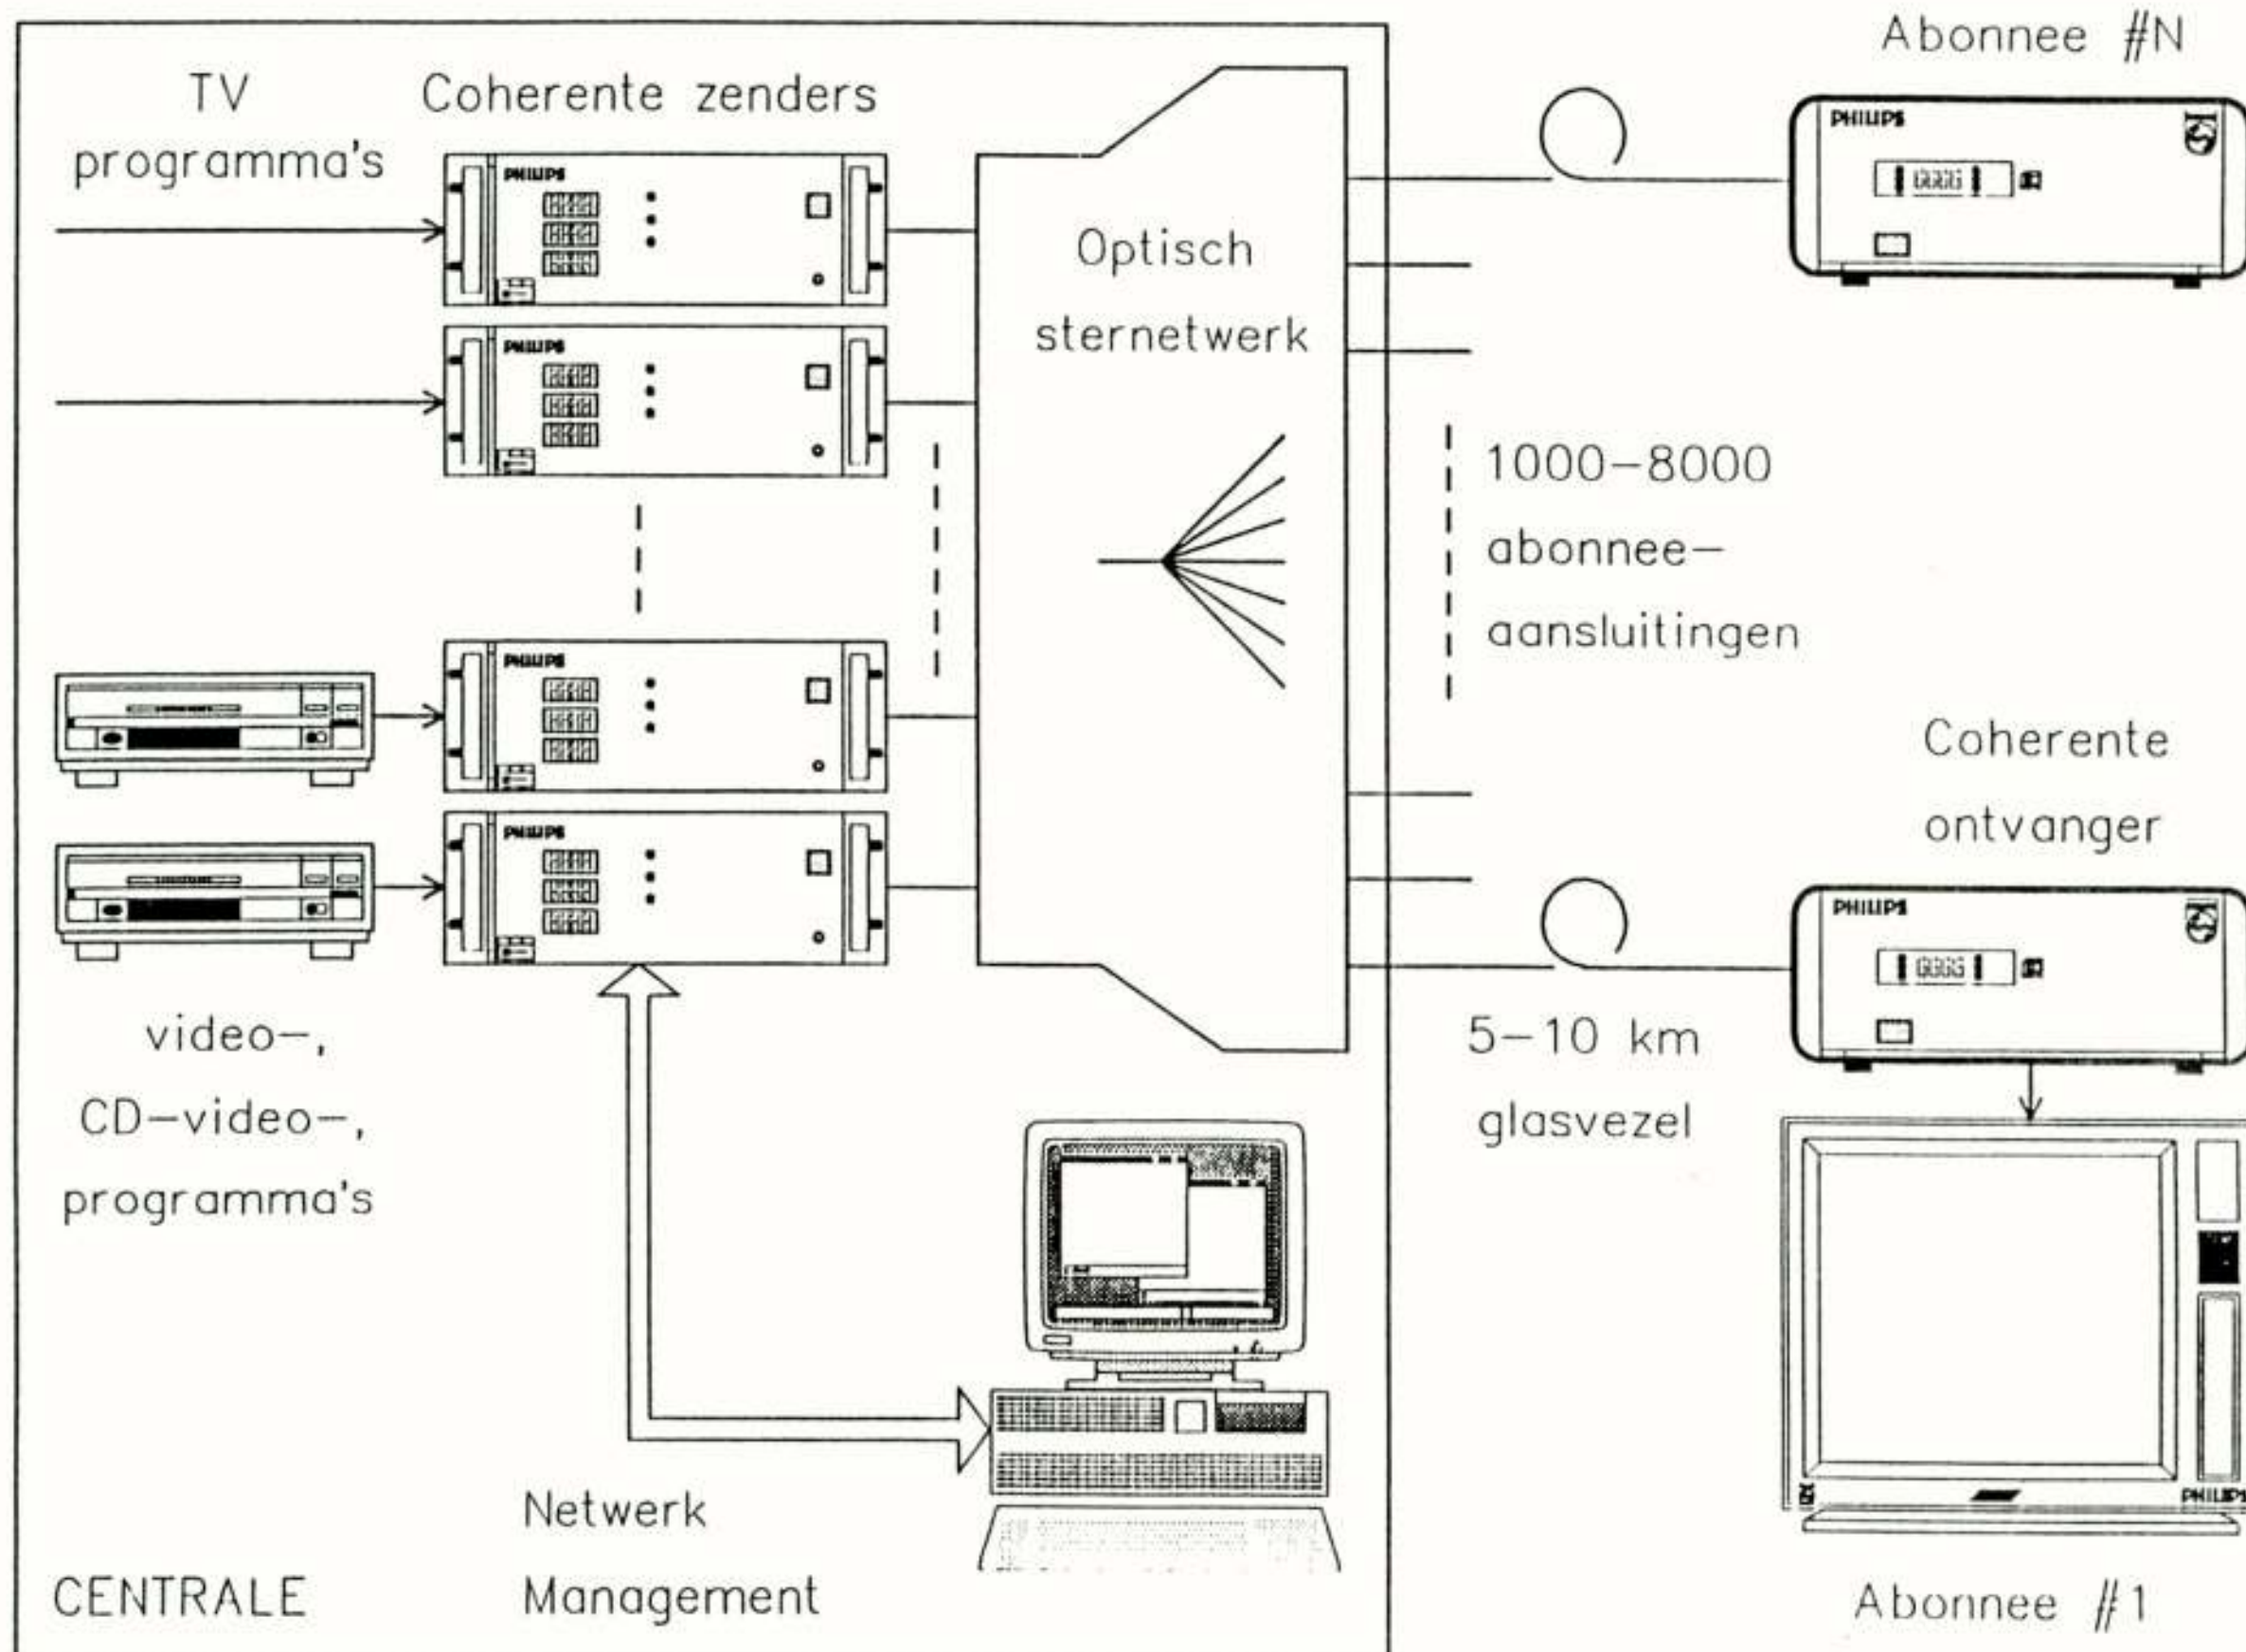 Abonnee #N
TV
programma's
Coherente zenders
PHILIPS
PHILIPS
PHILIPS
PHILIPS
PHILIPS
Optisch
sternetwerk
1000-8000
abonnee-
aansluitingen
Coherente
ontvanger
PHILIPS
video-,
CD-video-,
programma's
5-10 km
glasvezel
PHILIPS
Netwerk
Management
CENTRALE
Abonnee #1